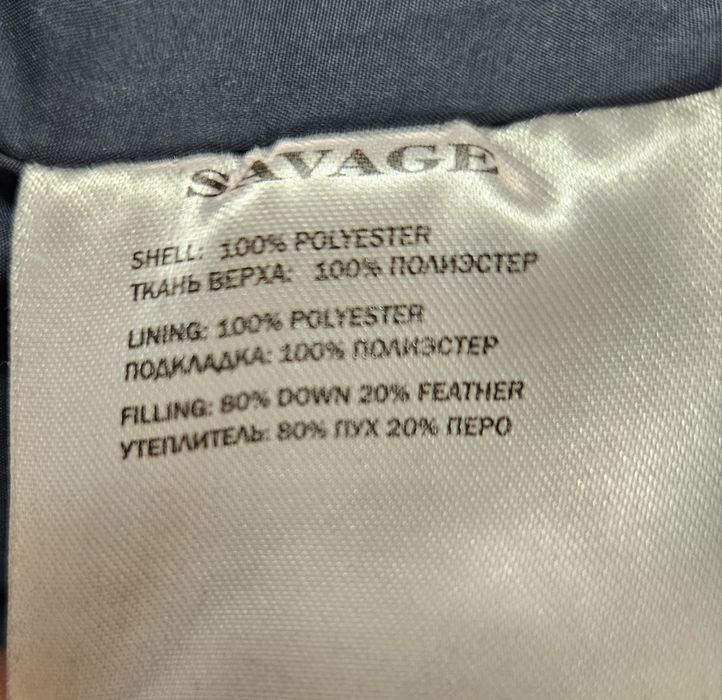 SAVAGE
SHELL: 100% POLYESTER
ТКАНЬ ВЕРХА: 100% ПОЛИЭСТЕР
LINING: 100% POLYESTER
ПОДКЛАДКА: 100% ПОЛИЭСТЕР
FILLING: 80% DOWN 20% FEATHER
УТЕПЛИТЕЛЬ: 80% ПУХ 20% ПЕРО